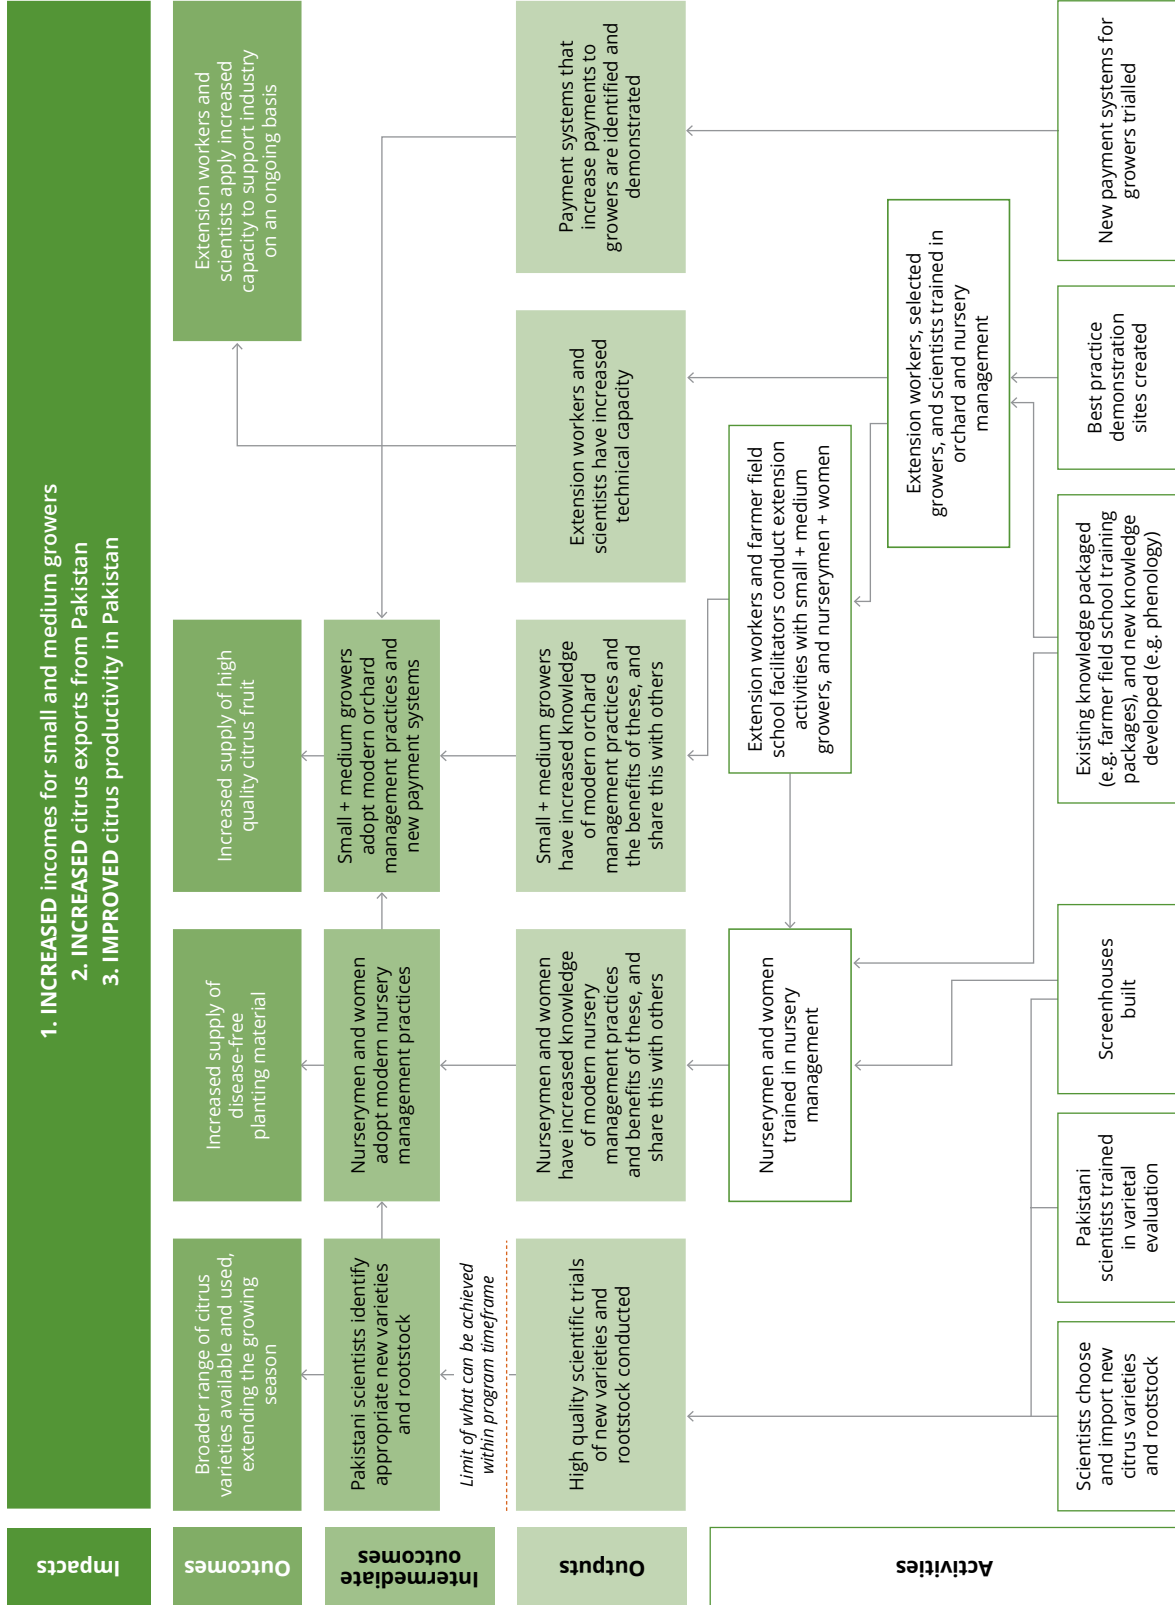 Impacts
1. INCREASED incomes for small and medium growers
2. INCREASED citrus exports from Pakistan
3. IMPROVED citrus productivity in Pakistan
Outcomes
Broader range of citrus
varieties available and used,
extending the growing
season
Increased supply of
disease-free
planting material
Increased supply of high
quality citrus fruit
Extension workers and
scientists apply increased
capacity to support industry
on an ongoing basis
Intermediate
outcomes
Pakistani scientists identify
appropriate new varieties
and rootstock
Nurserymen and women
adopt modern nursery
management practices
Small + medium growers
adopt modern orchard
management practices and
new payment systems
Limit of what can be achieved
within program timeframe
Outputs
High quality scientific trials
of new varieties and
rootstock conducted
Nurserymen and women
have increased knowledge
of modern nursery
management practices
and benefits of these, and
share this with others
Small + medium growers
have increased knowledge
of modern orchard
management practices and
the benefits of these, and
share this with others
Extension workers and
scientists have increased
technical capacity
Payment systems that
increase payments to
growers are identified and
demonstrated
Activities
Nurserymen and women
trained in nursery
management
Extension workers and farmer field
school facilitators conduct extension
activities with small + medium
growers, and nurserymen + women
Extension workers, selected
growers, and scientists trained in
orchard and nursery
management
Scientists choose
and import new
citrus varieties
and rootstock
Pakistani
scientists trained
in varietal
evaluation
Screenhouses
built
Existing knowledge packaged
(e.g. farmer field school training
packages), and new knowledge
developed (e.g. phenology)
Best practice
demonstration
sites created
New payment systems for
growers trialled